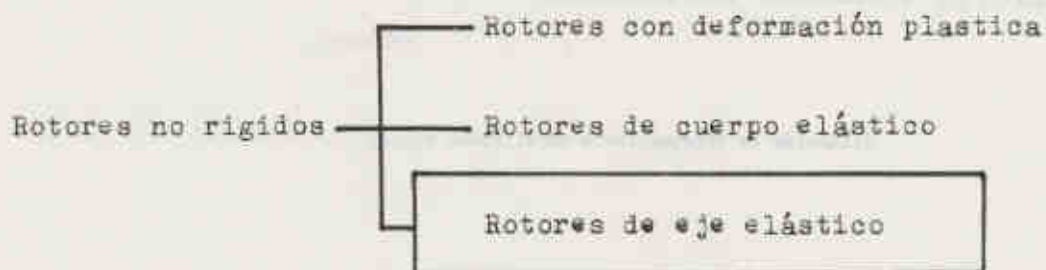 Rotores con deformación plastica
Rotores no rigidos
Rotores de cuerpo elástico
Rotores de eje elástico